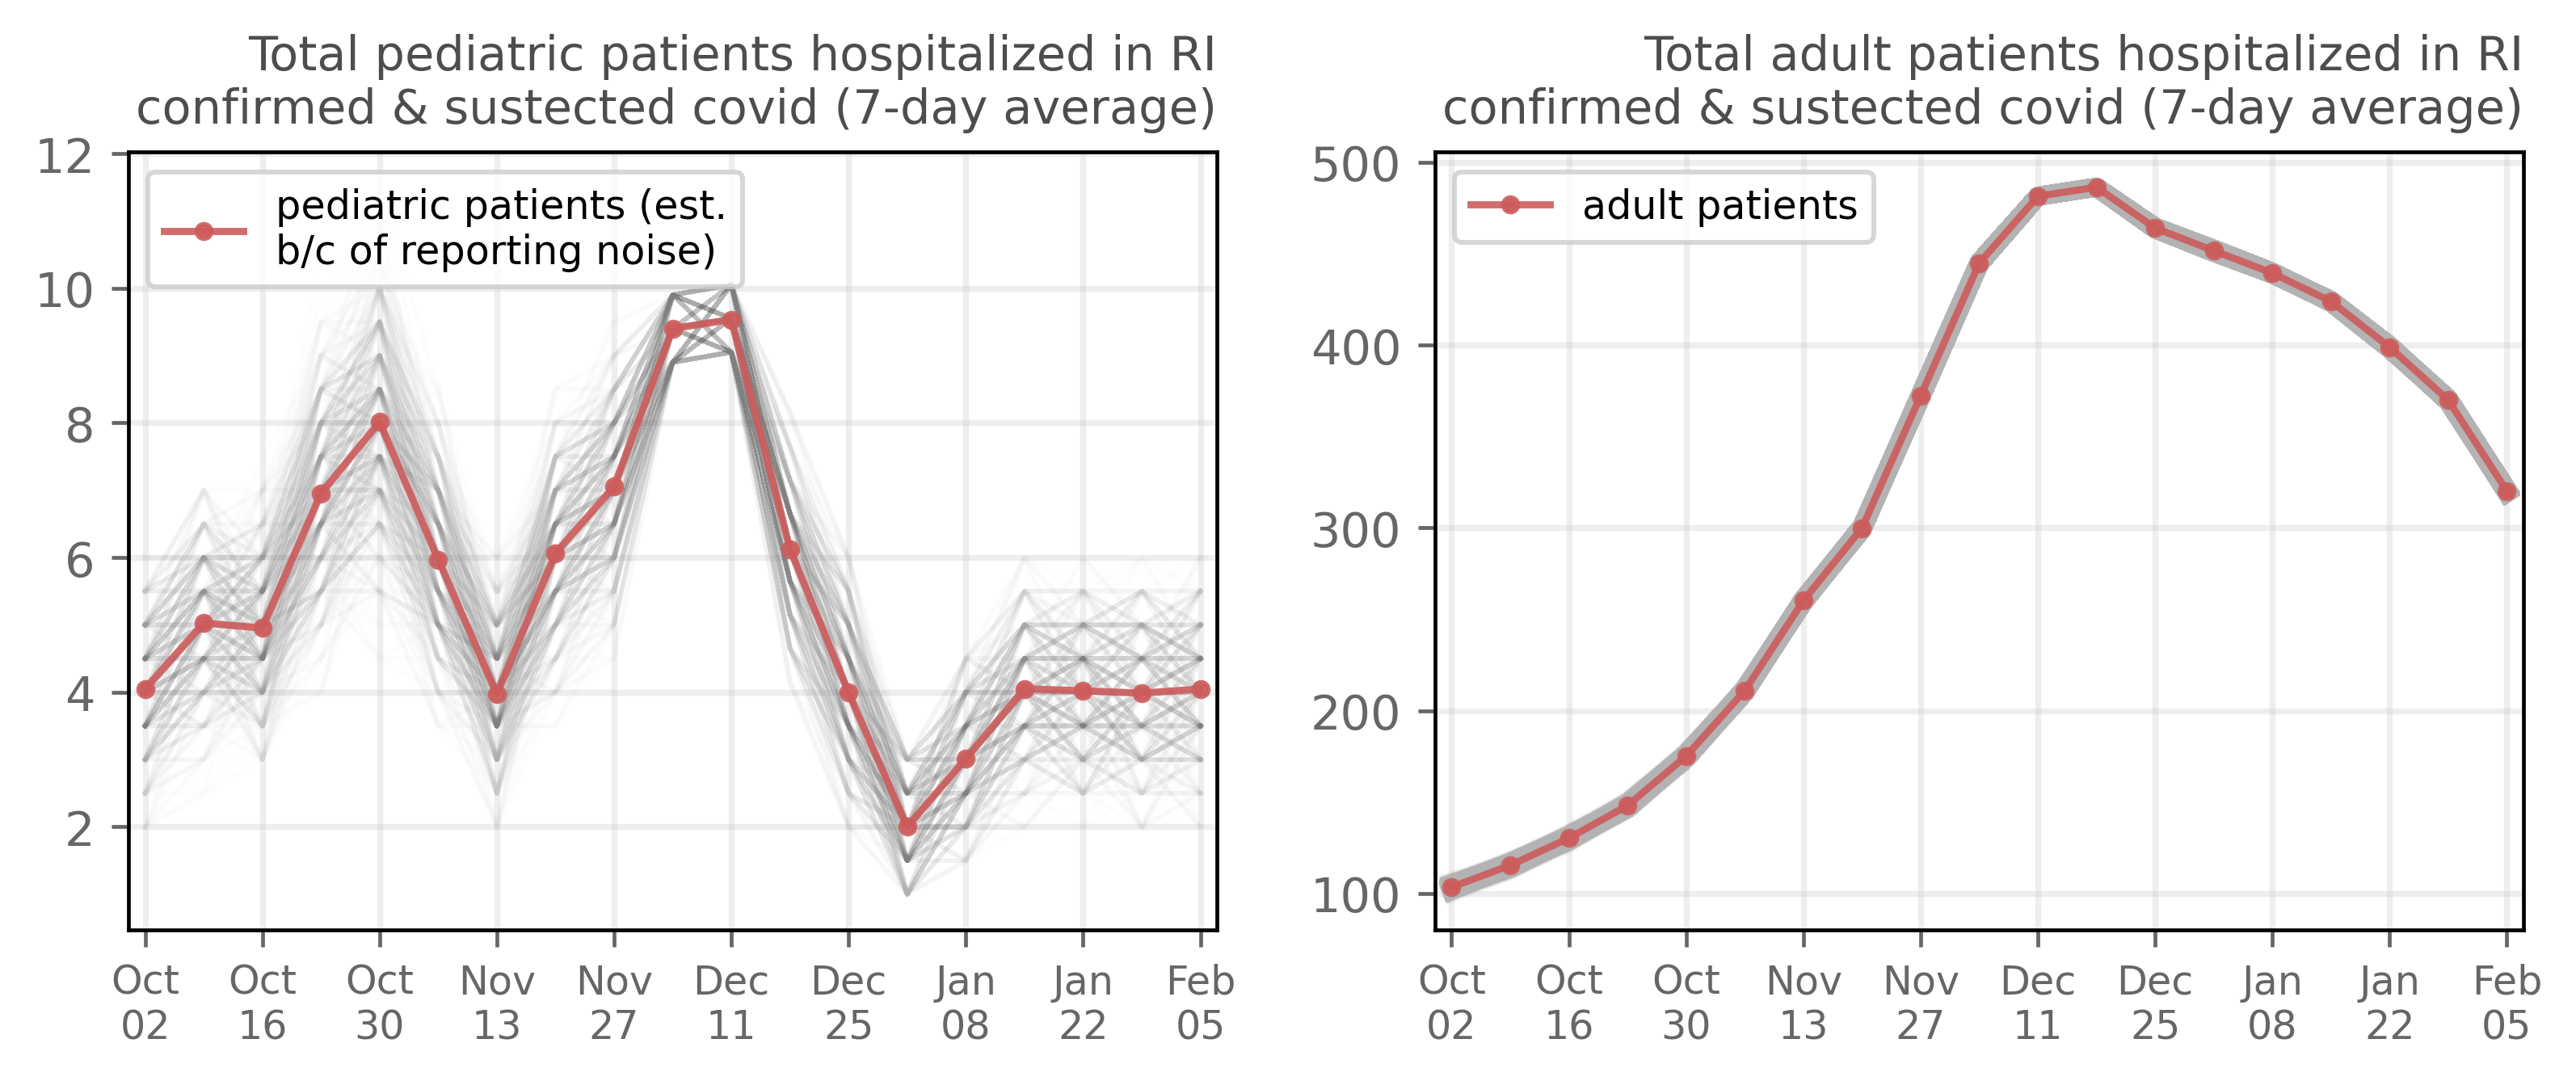 Total pediatric patients hospitalized in RI
confirmed & sustected covid (7-day average)
12
10
8
6
4
2
pediatric patients (est.
b/c of reporting noise)
Oct Oct Oct Nov Nov Dec Dec Jan Jan Feb
02 16 30 13 27 11 25 08 22 05
Total adult patients hospitalized in RI
confirmed & sustected covid (7-day average)
500
400
300
200
100
adult patients
Oct Oct Oct Nov Nov Dec Dec Jan Jan Feb
02 16 30 13 27 11 25 08 22 05